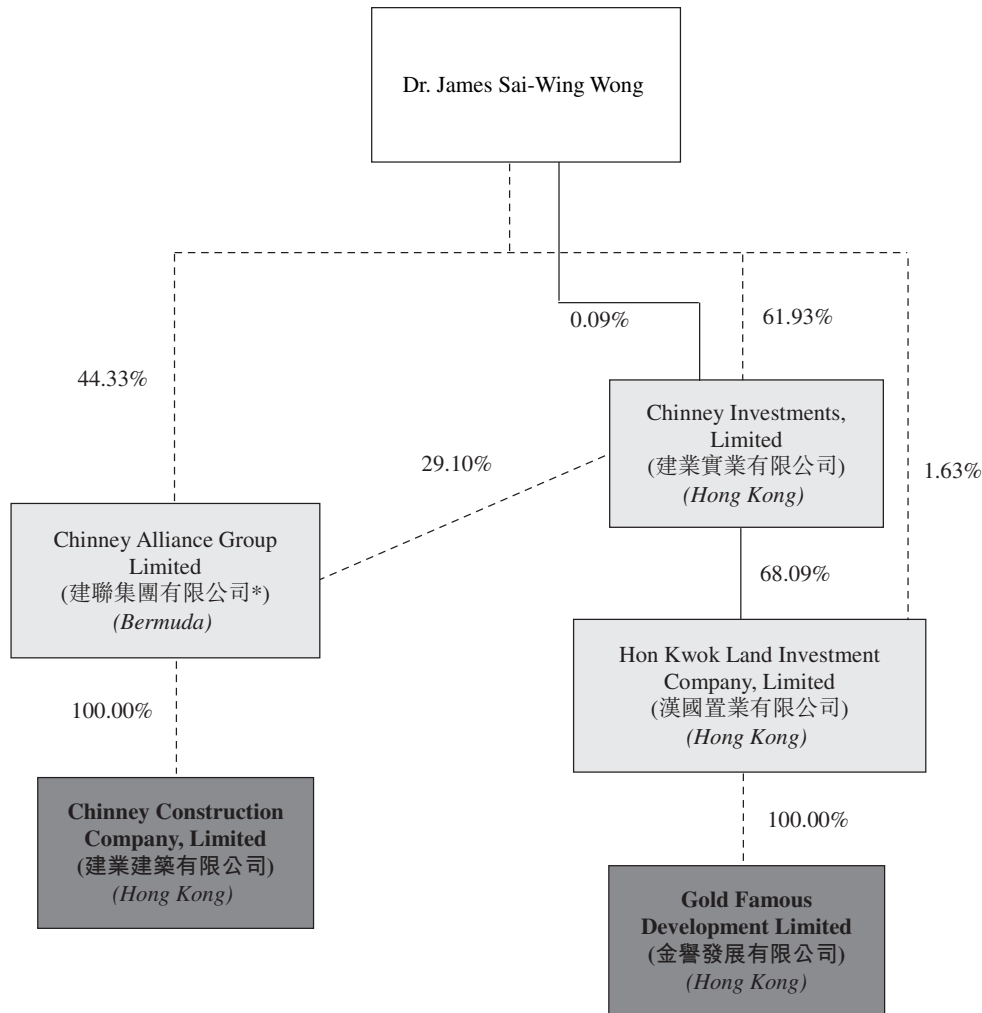 Dr. James Sai-Wing Wong
0.09%
61.93%
44.33%
Chinney Investments,
Limited
(建業實業有限公司)
(Hong Kong)
29.10%
1.63%
Chinney Alliance Group
Limited
(建聯集團有限公司*)
(Bermuda)
68.09%
Hon Kwok Land Investment
Company, Limited
(漢國置業有限公司)
(Hong Kong)
100.00%
Chinney Construction
Company, Limited
(建業建築有限公司)
(Hong Kong)
100.00%
Gold Famous
Development Limited
(金譽發展有限公司)
(Hong Kong)